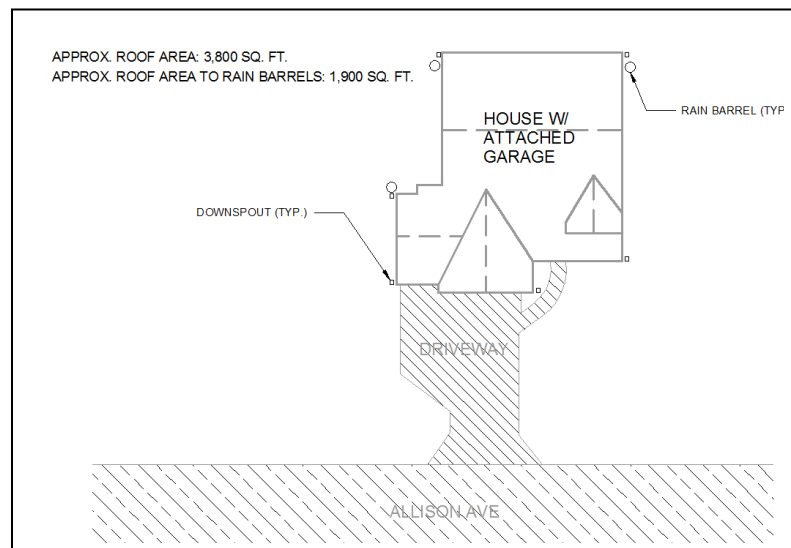 APPROX. ROOF AREA: 3,800 SQ. FT.
APPROX. ROOF AREA TO RAIN BARRELS: 1,900 SQ. FT.
RAIN BARREL (TYP
HOUSE W/
ATTACHED
GARAGE
DOWNSPOUT (TYP.)
DRIVEWAY
ALLISON AVE